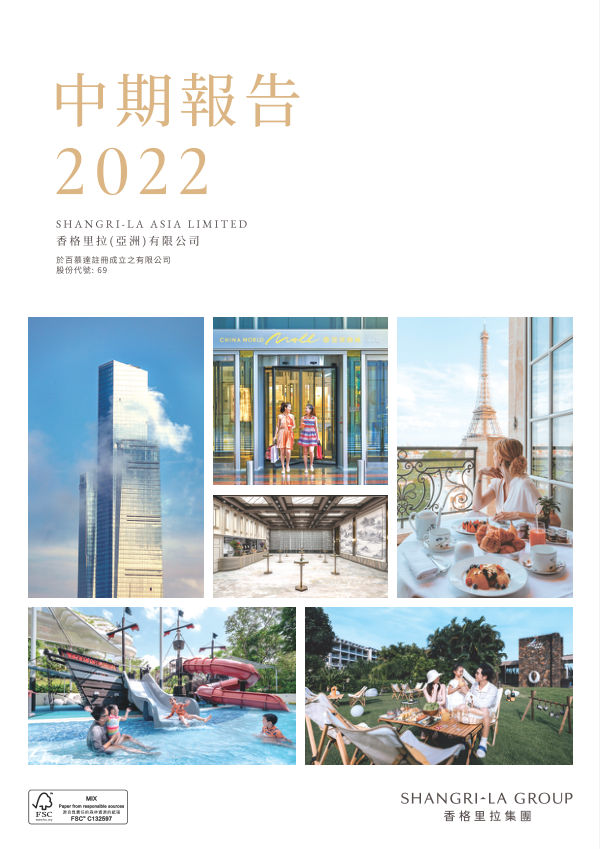 中期報告
2022
SHANGRI-LA ASIA LIMITED
香格里拉(亞洲)有限公司
於百慕達註冊成立之有限公司
股份代號: 69
CHINA WORLD Mall
FSC
MIX
Paper from responsible sources
FSC® C132597
SHANGRI-LA GROUP
香格里拉集團